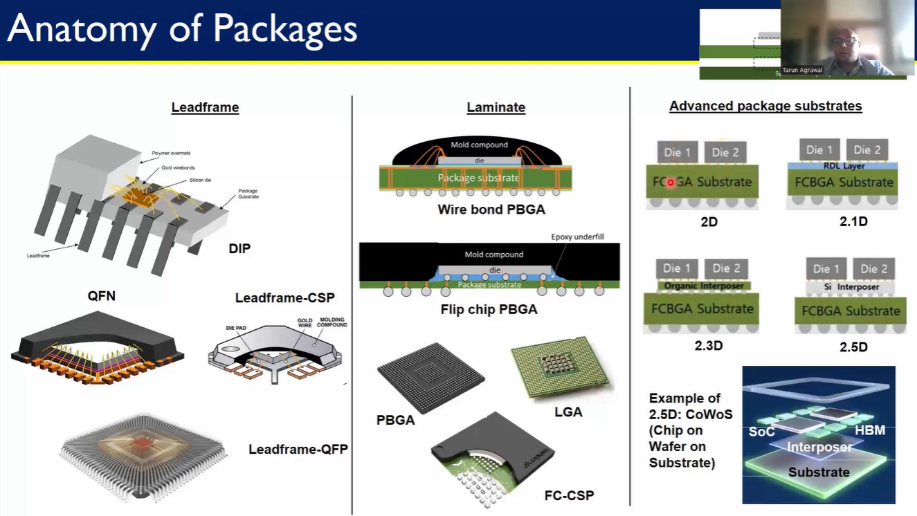 Anatomy of Packages
Tarun Agrawal
Leadframe
Polymer overmold
Gold wirebonds
Silicon die
Package
Substrate
Leadframe
DIP
QFN
Leadframe-CSP
DIE PAD
GOLD
WIRE
MOLDING
COMPOUND
Leadframe-QFP
Laminate
Mold compound
die
Package substrate
Wire bond PBGA
Epoxy underfill
Mold compound
die
Package substrate
Flip chip PBGA
PBGA
LGA
FC-CSP
Advanced package substrates
Die 1 Die 2
FCBGA Substrate
2D
Die 1 Die 2
RDL Layer
FCBGA Substrate
2.1D
Die 1 Die 2
Organic Interposer
FCBGA Substrate
2.3D
Die 1 Die 2
Si Interposer
FCBGA Substrate
2.5D
Example of
2.5D: CoWoS
(Chip on
Wafer on
Substrate)
SoC
HBM
Interposer
Substrate